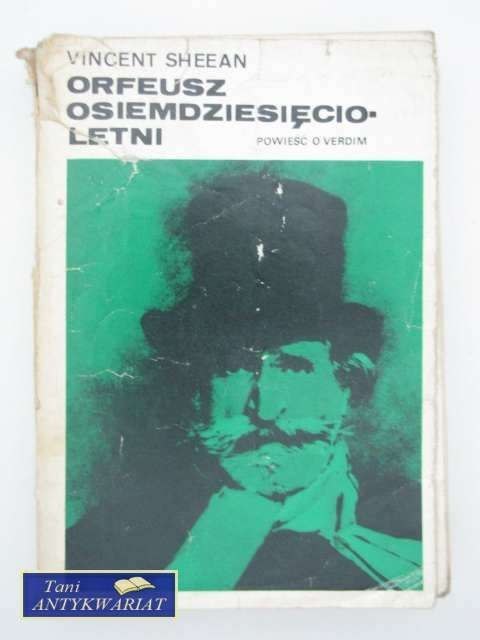 VINCENT SHEEAN
ORFEUSZ
OSIEMDZIESIĘCIO-
LETNI
POWIEŚĆ O VERDIM
Tani
ANTYKWARIAT